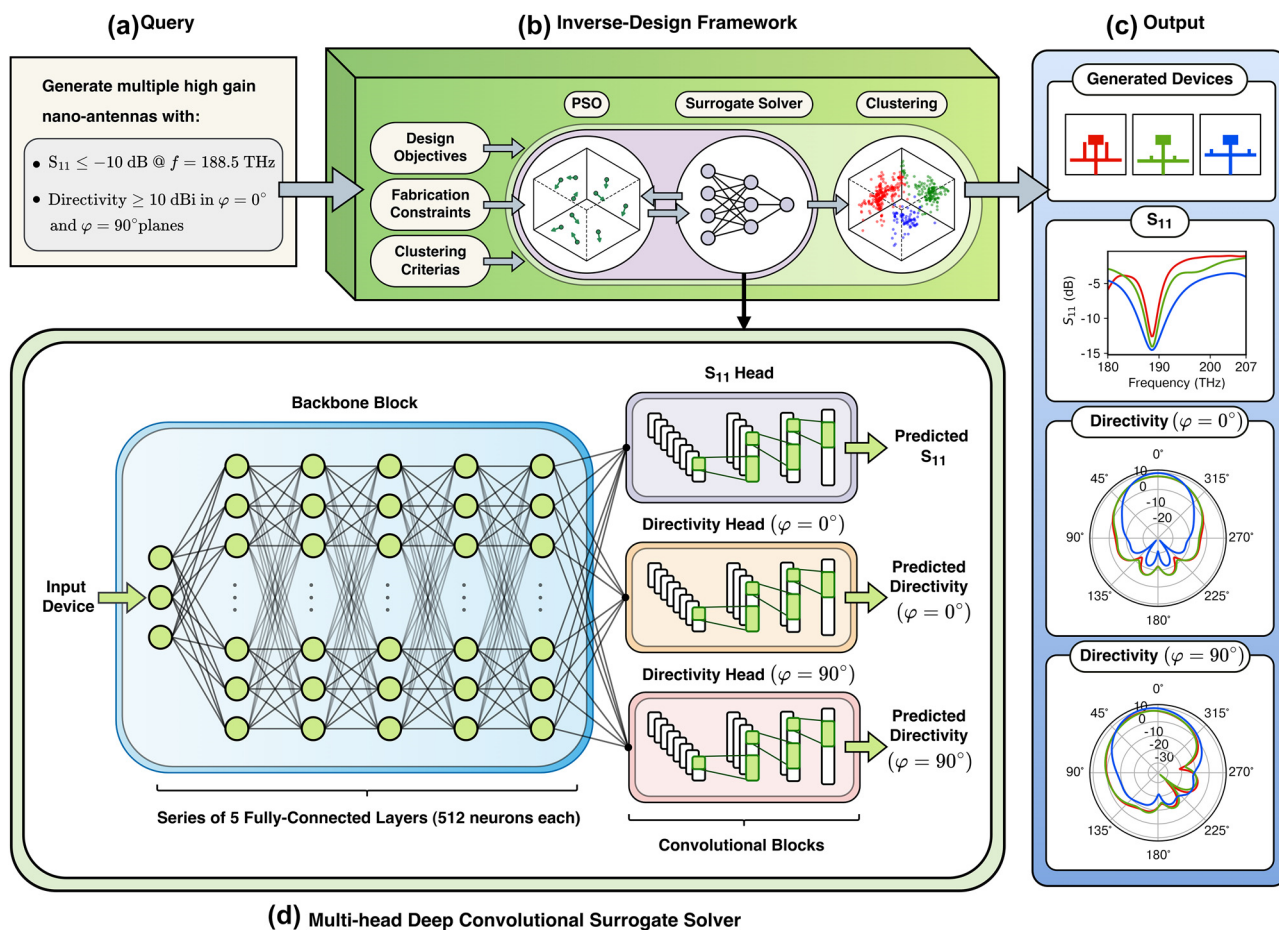 (a) Query
Generate multiple high gain
nano-antennas with:
• S₁₁ ≤ −10 dB @ f = 188.5 THz
• Directivity ≥ 10 dBi in φ = 0°
and φ = 90° planes
(b) Inverse-Design Framework
PSO
Surrogate Solver
Clustering
Design
Objectives
Fabrication
Constraints
Clustering
Criterias
(c) Output
Generated Devices
S₁₁
S₁₁ (dB)
-5
-10
-15
180
190
200
207
Frequency (THz)
Directivity (φ = 0°)
0°
45°
315°
10
0
-10
-20
90°
270°
135°
225°
180°
Directivity (φ = 90°)
0°
45°
315°
10
0
-10
-20
-30
90°
270°
135°
225°
180°
Backbone Block
Input
Device
Series of 5 Fully-Connected Layers (512 neurons each)
S₁₁ Head
Predicted
S₁₁
Directivity Head (φ = 0°)
Predicted
Directivity
(φ = 0°)
Directivity Head (φ = 90°)
Predicted
Directivity
(φ = 90°)
Convolutional Blocks
(d) Multi-head Deep Convolutional Surrogate Solver